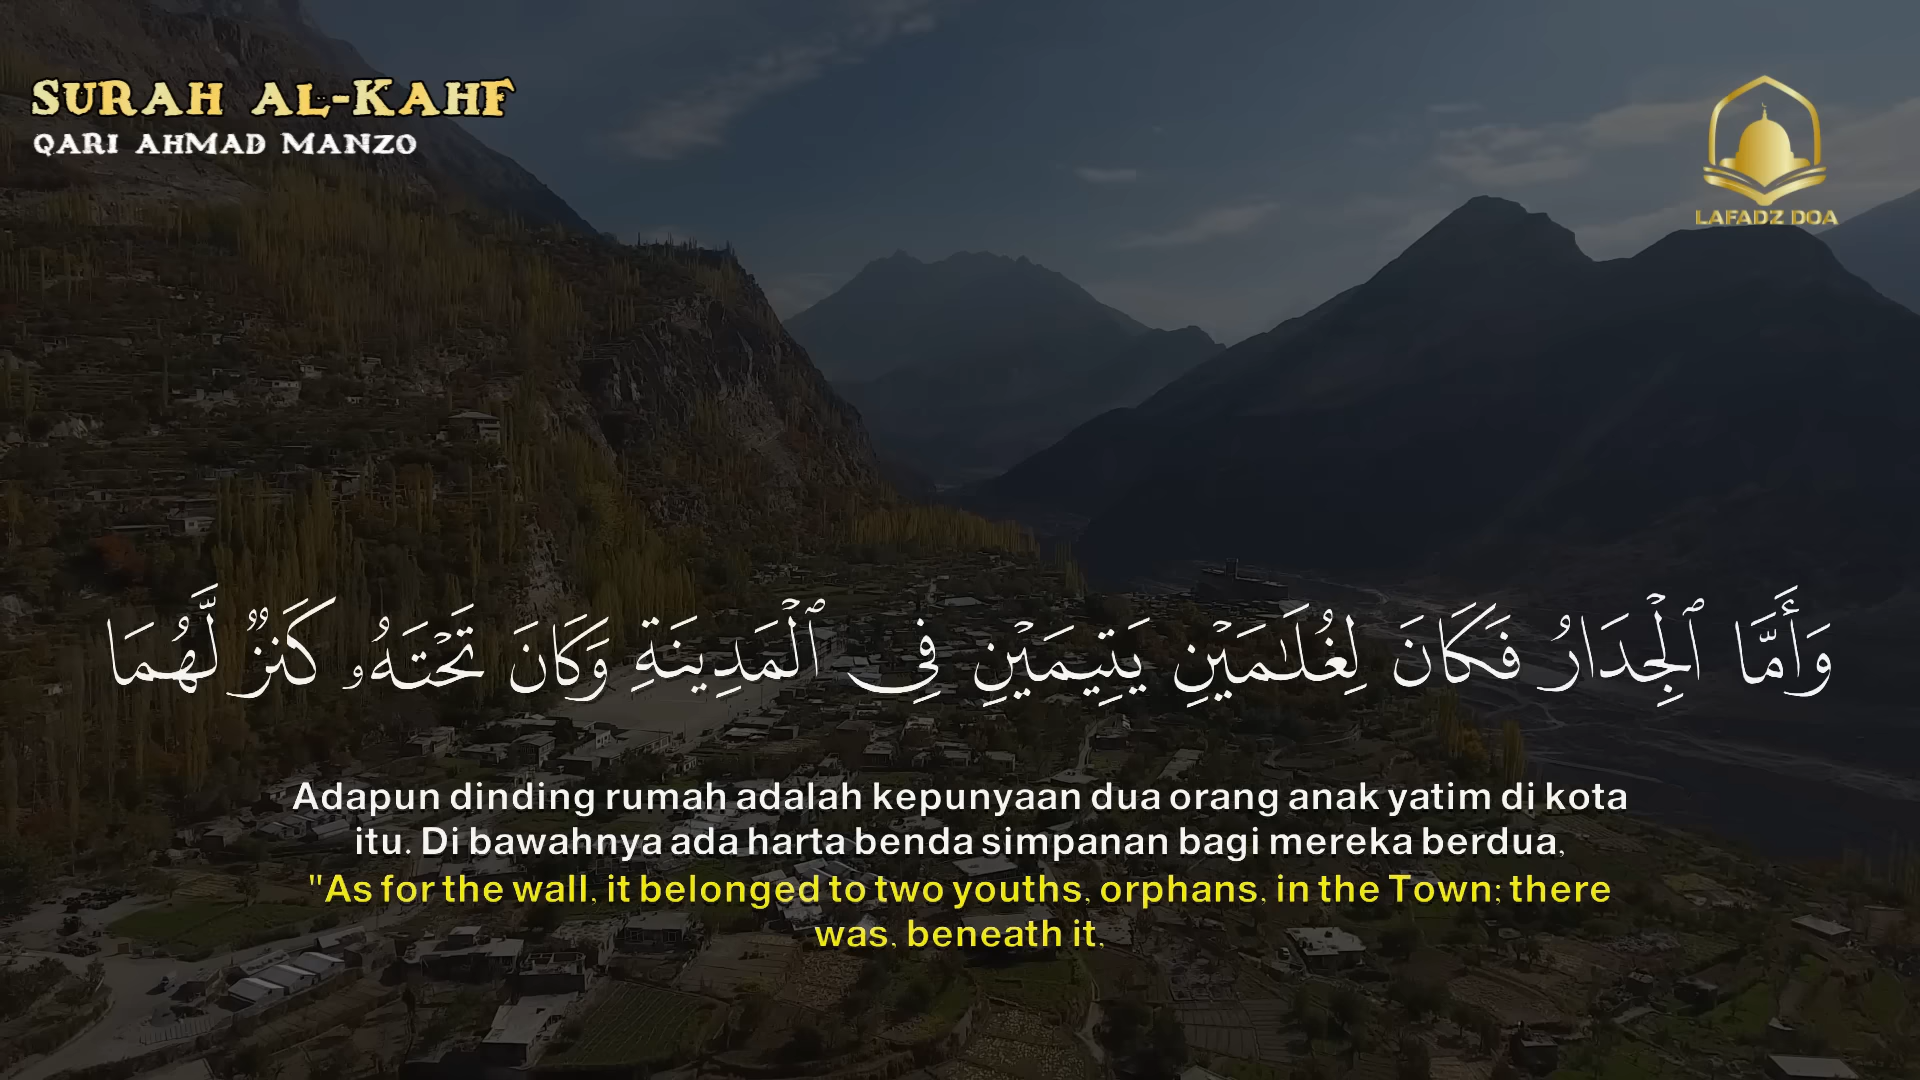 SURAH AL-KAHF
QARI AHMAD MANZO
LAFADZ DOA
وَأَمَّا ٱلْجِدَارُ فَكَانَ لِغُلَـٰمَيْنِ يَتِيمَيْنِ فِى ٱلْمَدِينَةِ وَكَانَ تَحْتَهُۥ كَنزٌۭ لَّهُمَا
Adapun dinding rumah adalah kepunyaan dua orang anak yatim di kota
itu. Di bawahnya ada harta benda simpanan bagi mereka berdua,
"As for the wall, it belonged to two youths, orphans, in the Town; there
was, beneath it,